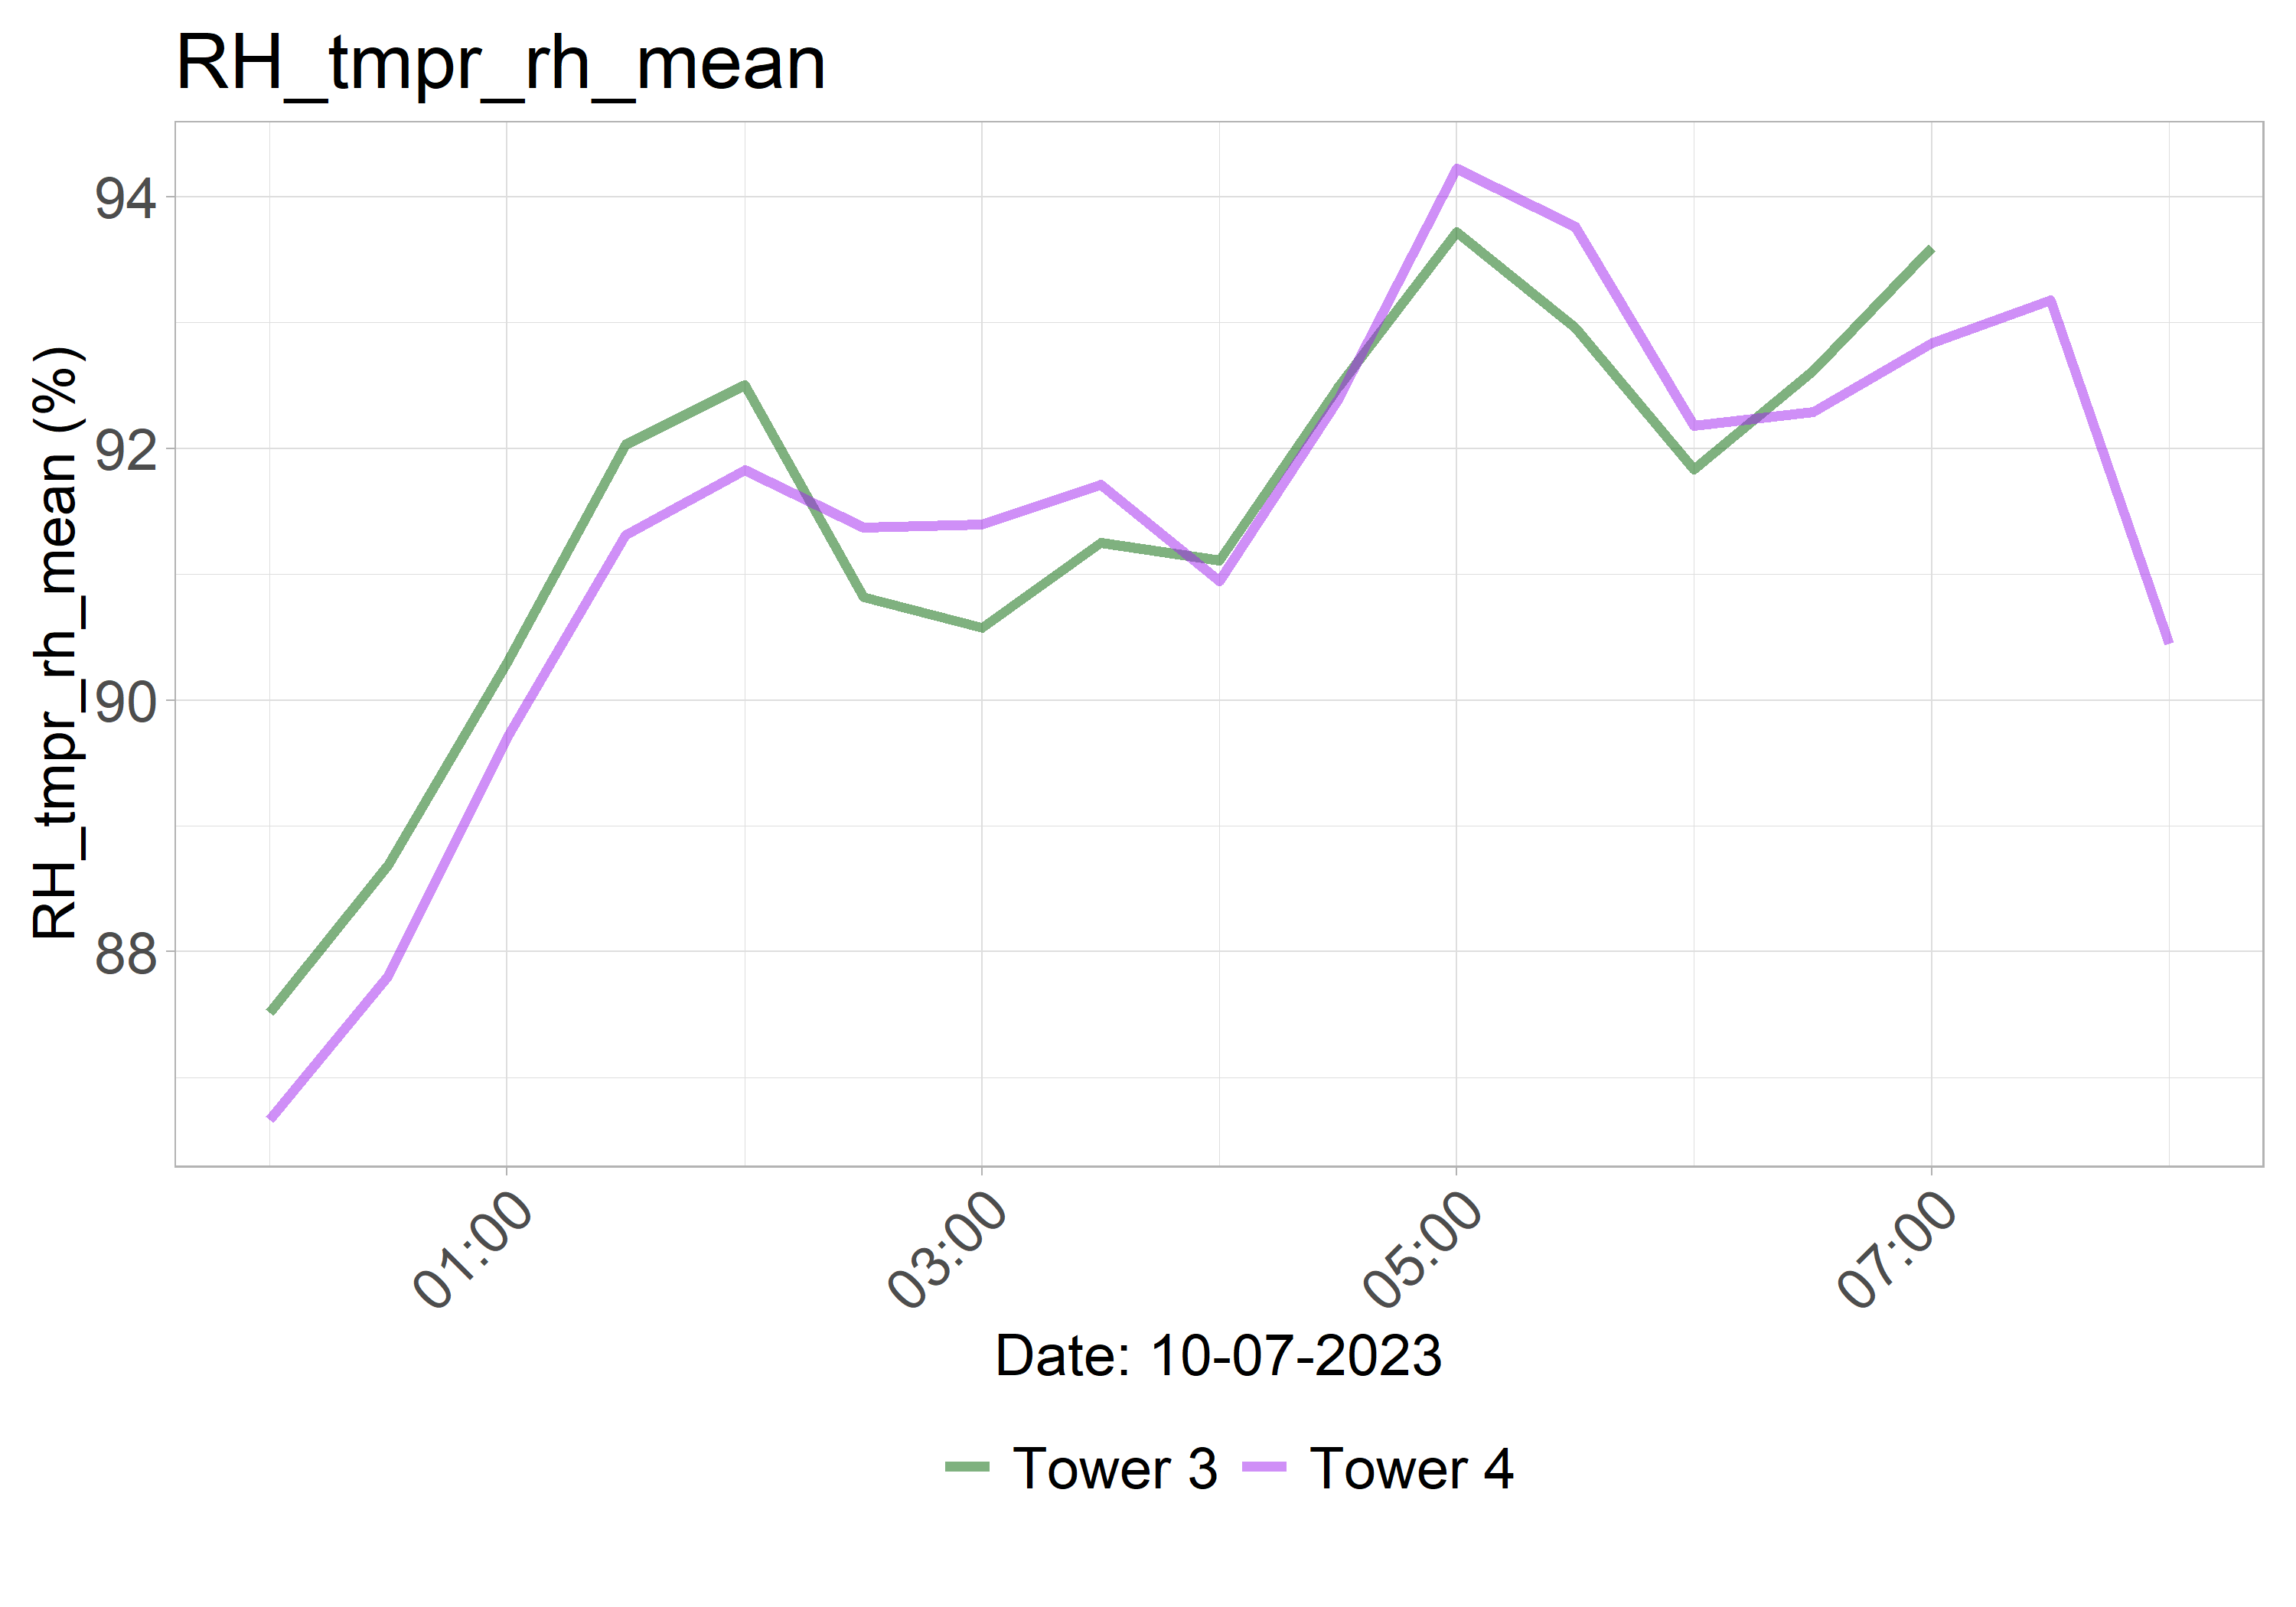 RH_tmpr_rh_mean
RH_tmpr_rh_mean (%)
94
92
90
88
01:00
03:00
05:00
07:00
Date: 10-07-2023
Tower 3
Tower 4